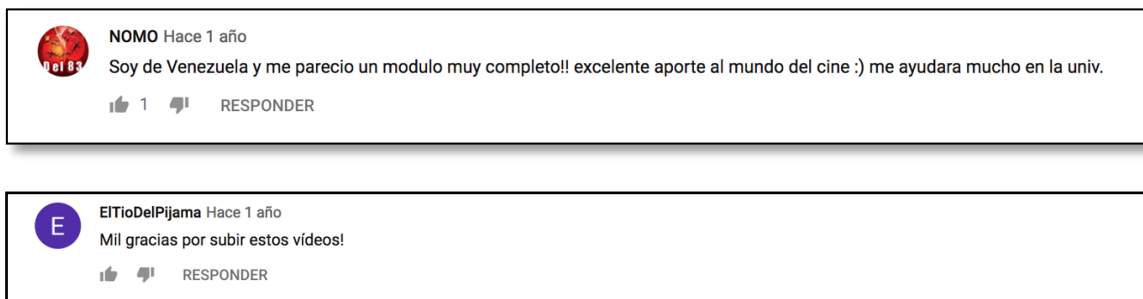 Del 83
NOMO Hace 1 año
Soy de Venezuela y me parecio un modulo muy completo!! excelente aporte al mundo del cine :) me ayudara mucho en la univ.
1 RESPONDER
E
ElTioDelPijama Hace 1 año
Mil gracias por subir estos vídeos!
RESPONDER